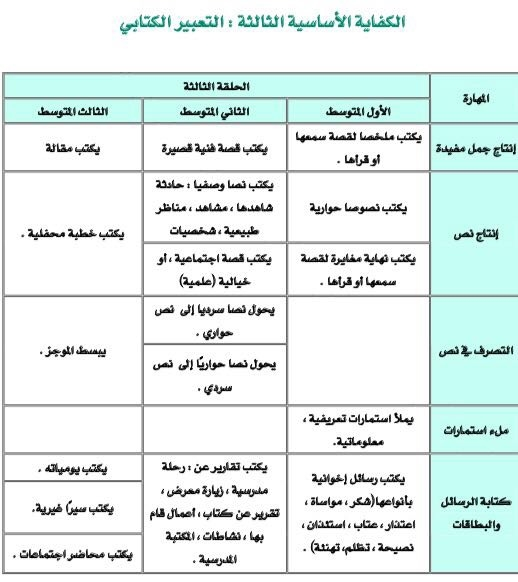 الكفاية الأساسية الثالثة : التعبير الكتابي
المهارة
الحلقة الثالثة
الأول المتوسط
الثاني المتوسط
الثالث المتوسط
إنتاج جمل مفيدة
يكتب ملخصا لقصة سمعها
أو قرأها .
يكتب قصة فنية قصيرة
يكتب مقالة
إنتاج نص
يكتب نصوصا حوارية
يكتب نصا وصفيا : حادثة
شاهدها ، مشاهد ، مناظر
طبيعية ، شخصيات
يكتب خطبة محفلية .
يكتب نهاية مغايرة لقصة
سمعها أو قرأها .
يكتب قصة اجتماعية ، أو
خيالية (علمية)
التصرف في نص
يحول نصا سرديا إلى نص
حواري .
يحول نصا حواريًا إلى نص
سردي .
يبسط الموجز .
ملء استمارات
يملأ استمارات تعريفية ،
معلوماتية.
كتابة الرسائل
والبطاقات
يكتب رسائل إخوانية
بأنواعها(شكر ، مواساة ،
اعتذار ، عتاب ، استئذان ،
نصيحة ، تظلم، تهنئة) .
يكتب تقارير عن : رحلة
مدرسية ، زيارة معرض ،
تقرير عن كتاب ، أعمال قام
بها ، نشاطات ، المكتبة
المدرسية .
يكتب يومياته .
يكتب سيرًا غيرية.
يكتب محاضر اجتماعات .